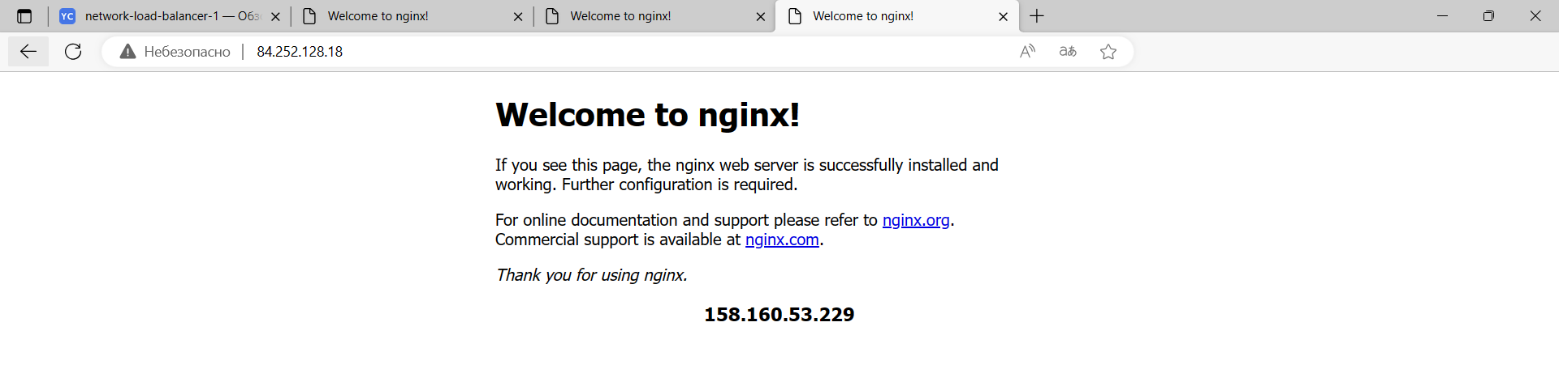 YC network-load-balancer-1 — Обз
Welcome to nginx!
Welcome to nginx!
Welcome to nginx!
Небезопасно
84.252.128.18
Welcome to nginx!
If you see this page, the nginx web server is successfully installed and
working. Further configuration is required.
For online documentation and support please refer to nginx.org.
Commercial support is available at nginx.com.
Thank you for using nginx.
158.160.53.229